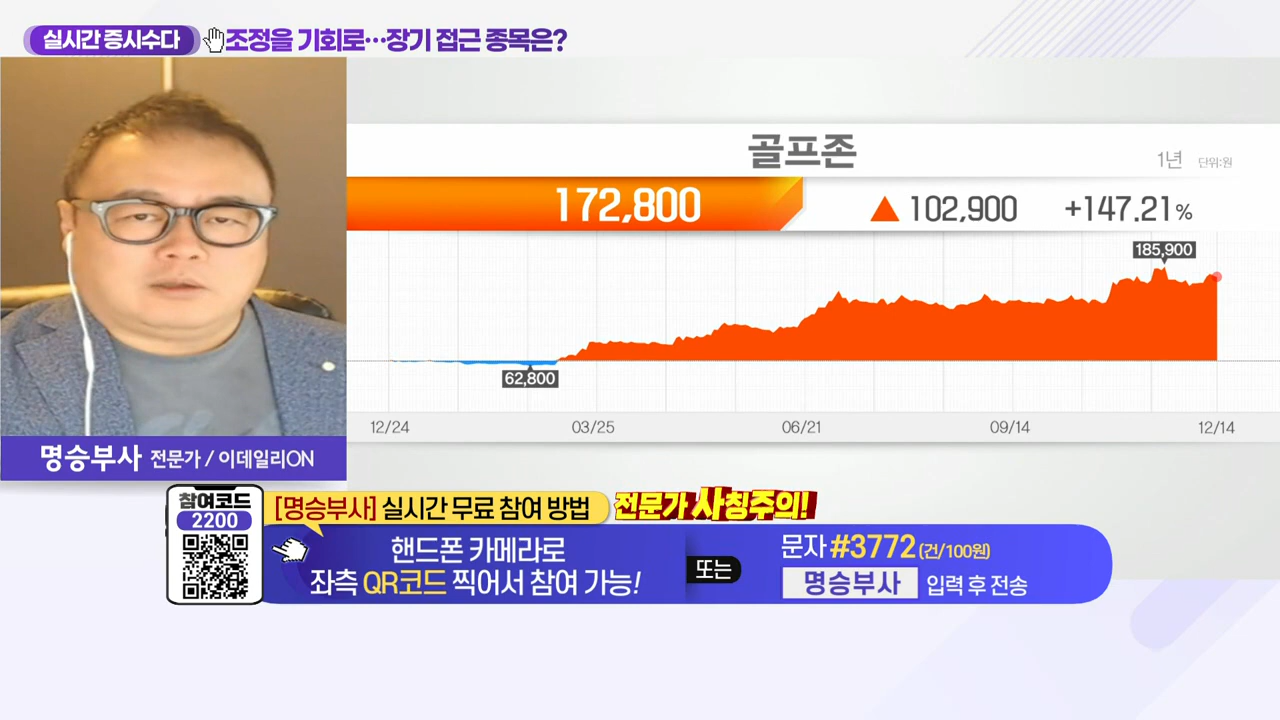 실시간 증시수다
조정을 기회로…장기 접근 종목은?
골프존
1년 단위:원
172,800
▲ 102,900 +147.21%
185,900
62,800
12/24 03/25 06/21 09/14 12/14
명승부사 전문가 / 이데일리ON
참여코드
2200
[명승부사] 실시간 무료 참여 방법
전문가 사칭주의!
핸드폰 카메라로
좌측 QR코드 찍어서 참여 가능!
또는
문자 #3772 (건/100원)
명승부사 입력 후 전송